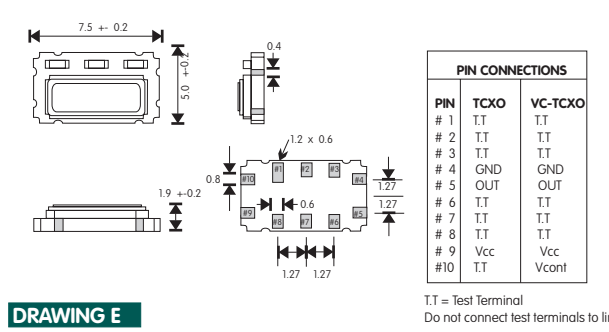 7.5 +- 0.2
5.0 +-0.2
0.4
1.2 x 0.6
#1 #2 #3
#10 #4
0.8
1.27
1.27
0.6
#9 #5
#8 #7 #6
1.27 1.27
1.9 +-0.2
DRAWING E
PIN CONNECTIONS
PIN TCXO VC-TCXO
# 1 T.T T.T
# 2 T.T T.T
# 3 T.T T.T
# 4 GND GND
# 5 OUT OUT
# 6 T.T T.T
# 7 T.T T.T
# 8 T.T T.T
# 9 Vcc Vcc
#10 T.T Vcont
T.T = Test Terminal
Do not connect test terminals to